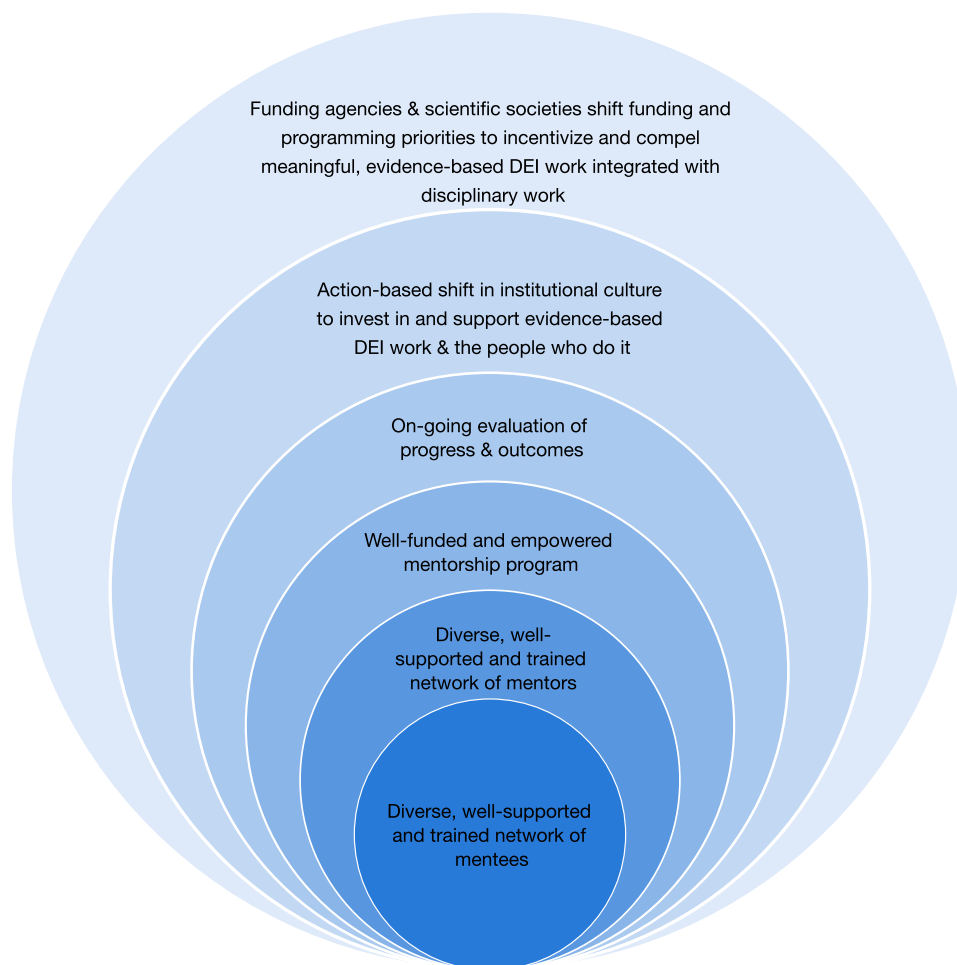 Funding agencies & scientific societies shift funding and
programming priorities to incentivize and compel
meaningful, evidence-based DEI work integrated with
disciplinary work
Action-based shift in institutional culture
to invest in and support evidence-based
DEI work & the people who do it
On-going evaluation of
progress & outcomes
Well-funded and empowered
mentorship program
Diverse, well-
supported and trained
network of mentors
Diverse, well-supported
and trained network of
mentees